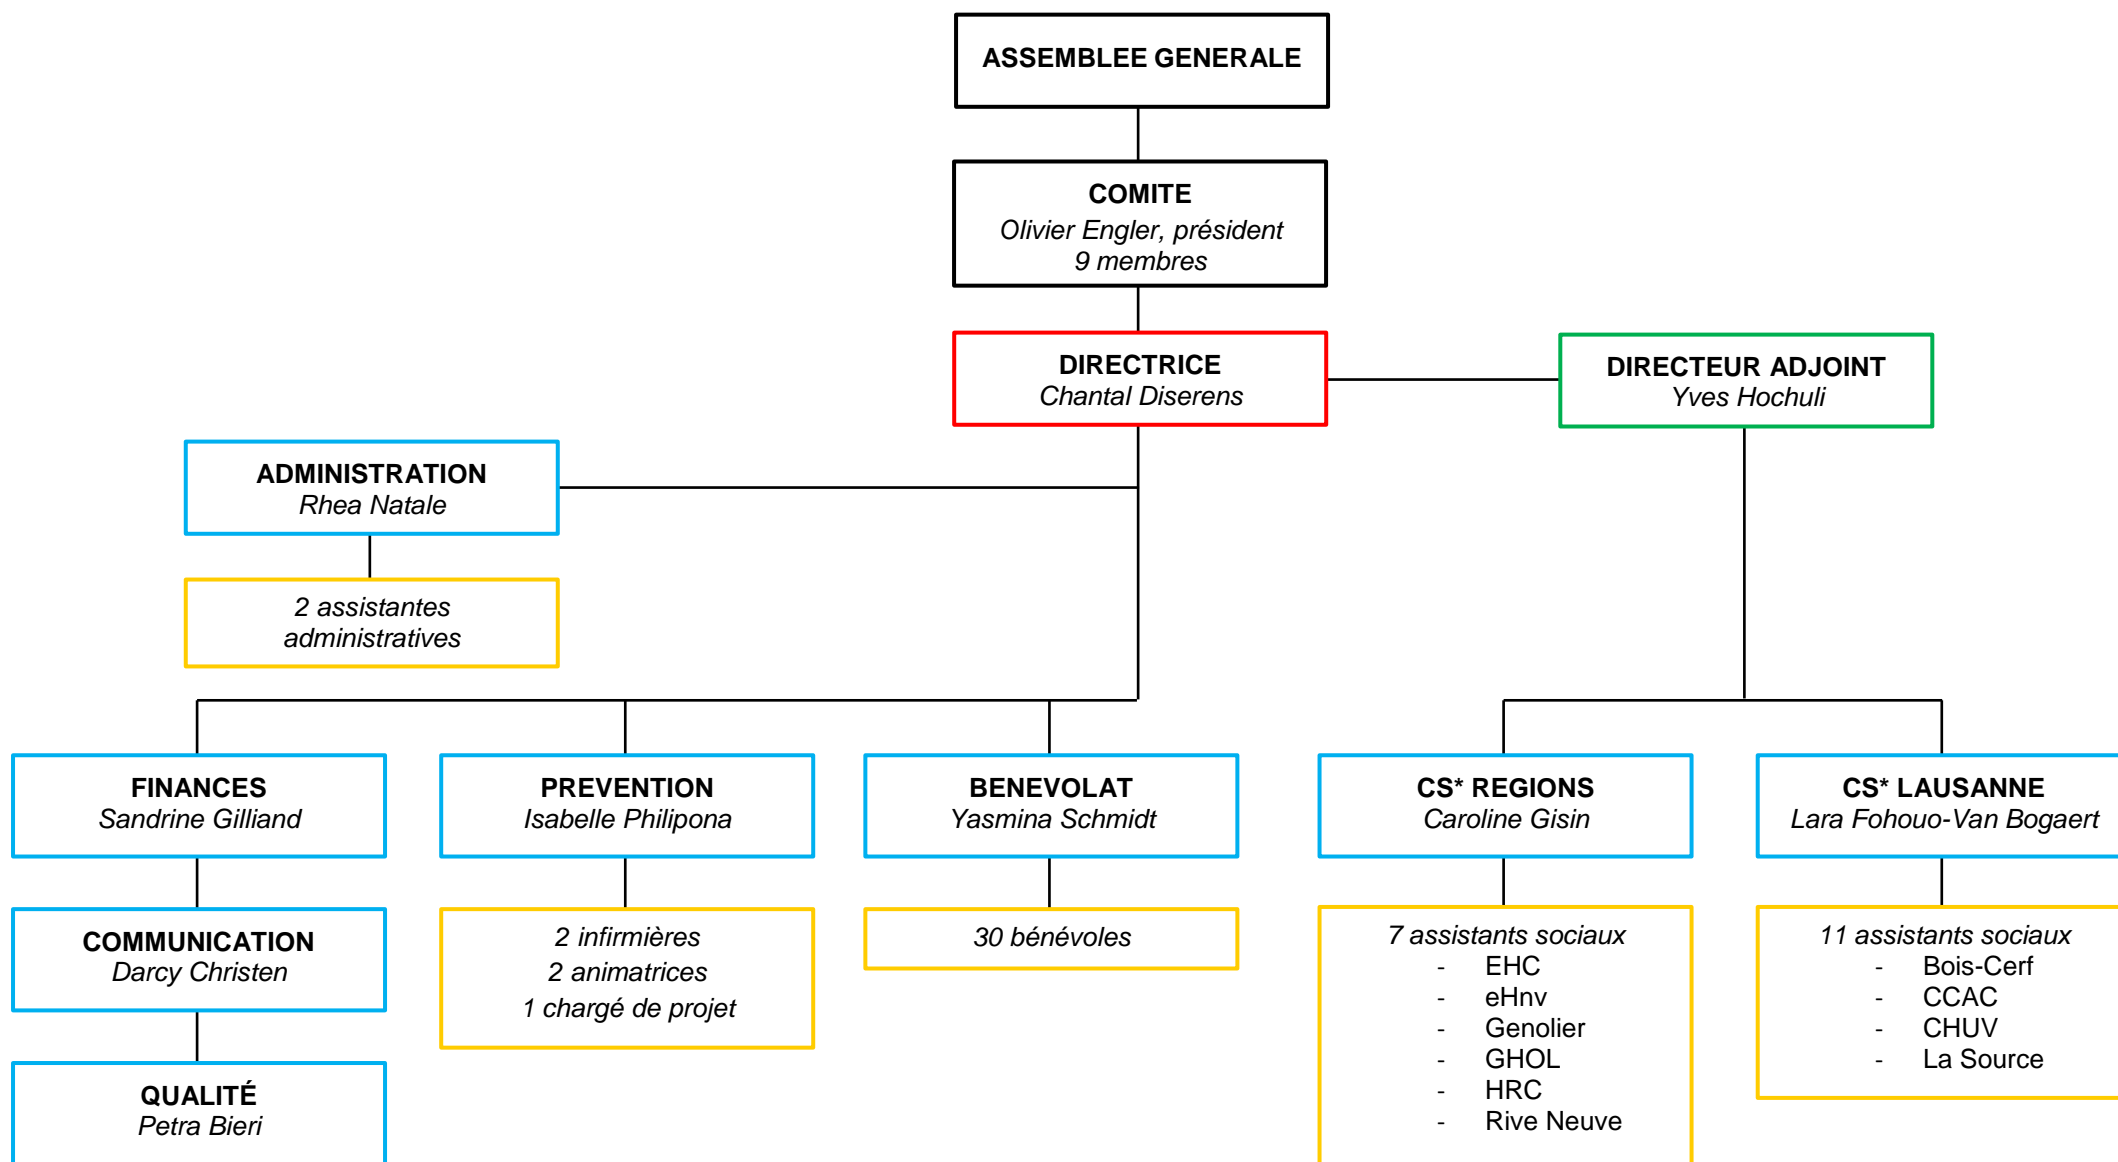 ASSEMBLEE GENERALE
COMITE
Olivier Engler, président
9 membres
DIRECTRICE
Chantal Diserens
DIRECTEUR ADJOINT
Yves Hochuli
ADMINISTRATION
Rhea Natale
2 assistantes
administratives
FINANCES
Sandrine Gilliand
PREVENTION
Isabelle Philipona
BENEVOLAT
Yasmina Schmidt
CS* REGIONS
Caroline Gisin
CS* LAUSANNE
Lara Fohouo-Van Bogaert
COMMUNICATION
Darcy Christen
2 infirmières
2 animatrices
1 chargé de projet
30 bénévoles
7 assistants sociaux
- EHC
- eHnv
- Genolier
- GHOL
- HRC
- Rive Neuve
11 assistants sociaux
- Bois-Cerf
- CCAC
- CHUV
- La Source
QUALITÉ
Petra Bieri